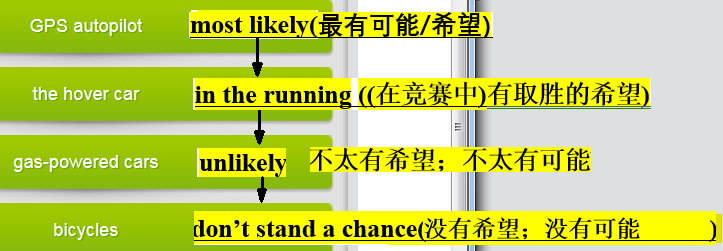 GPS autopilot most likely(最有可能/希望)
the hover car in the running ((在竞赛中)有取胜的希望)
gas-powered cars unlikely 不太有希望；不太有可能
bicycles don't stand a chance(没有希望；没有可能 )